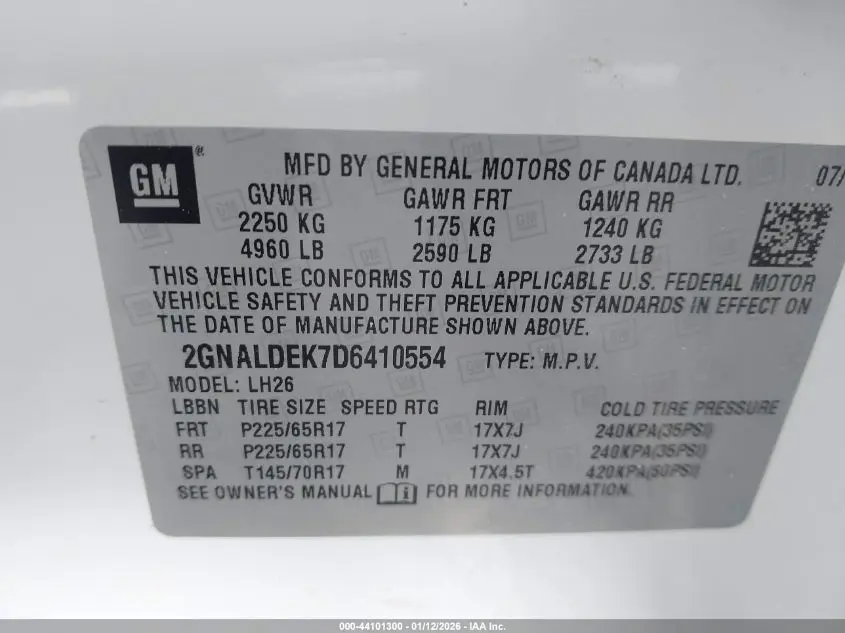 GM ®
MFD BY GENERAL MOTORS OF CANADA LTD. 07/
GVWR GAWR FRT GAWR RR
2250 KG 1175 KG 1240 KG
4960 LB 2590 LB 2733 LB
THIS VEHICLE CONFORMS TO ALL APPLICABLE U.S. FEDERAL MOTOR
VEHICLE SAFETY AND THEFT PREVENTION STANDARDS IN EFFECT ON
THE DATE OF MANUFACTURE SHOWN ABOVE.
2GNALDEK7D6410554 TYPE: M.P.V.
MODEL: LH26
LBBN TIRE SIZE SPEED RTG RIM COLD TIRE PRESSURE
FRT P225/65R17 T 17X7J 240KPA(35PSI)
RR P225/65R17 T 17X7J 240KPA(35PSI)
SPA T145/70R17 M 17X4.5T 420KPA(60PSI)
SEE OWNER'S MANUAL i FOR MORE INFORMATION.
000-44101300 - 01/12/2026 - IAA Inc.